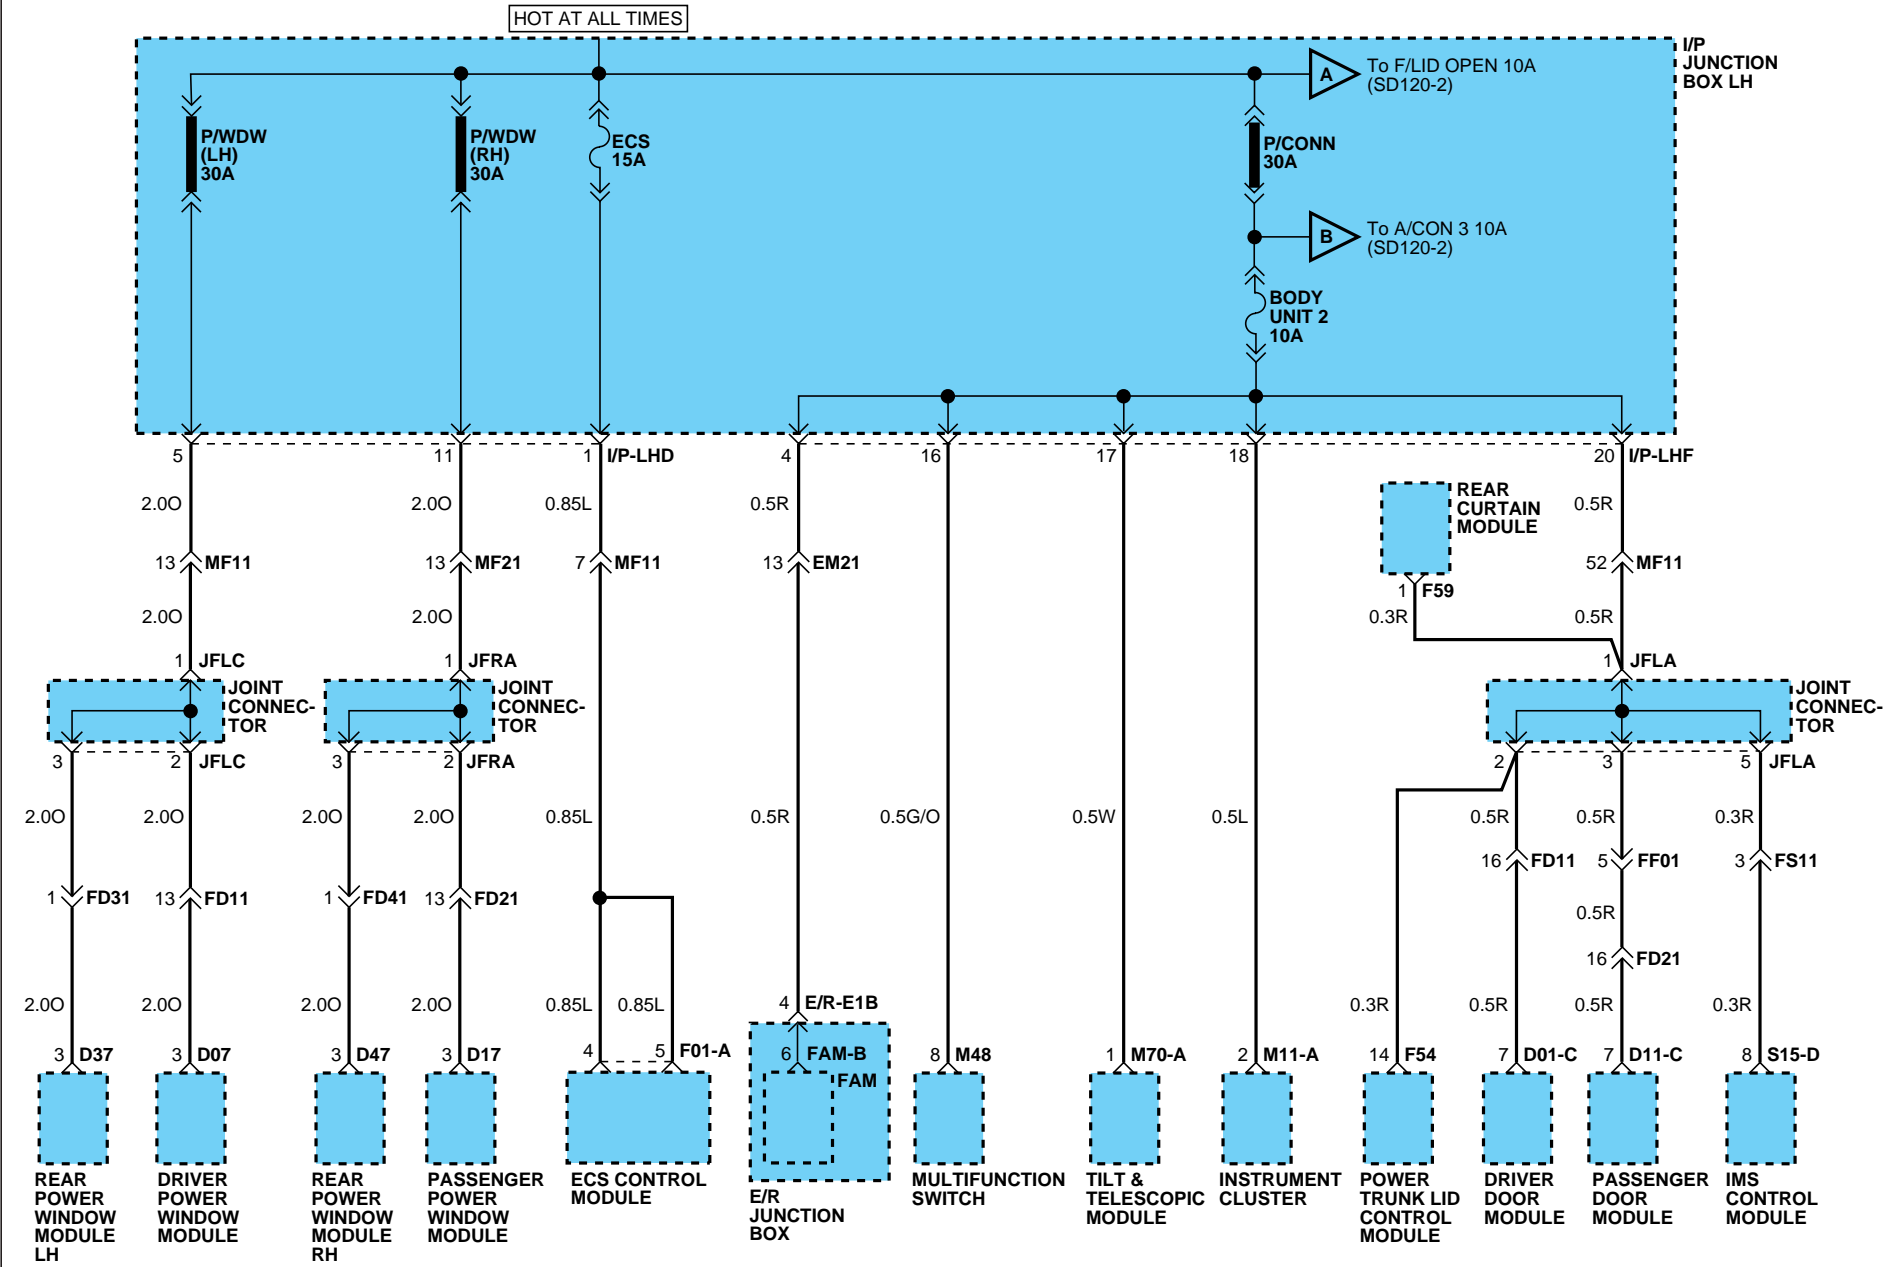 HOT AT ALL TIMES
I/P
JUNCTION
BOX LH
A
To F/LID OPEN 10A
(SD120-2)
P/WDW
(LH)
30A
P/WDW
(RH)
30A
ECS
15A
P/CONN
30A
B
To A/CON 3 10A
(SD120-2)
BODY
UNIT 2
10A
5
11
1
I/P-LHD
4
16
17
18
20
I/P-LHF
2.0O
2.0O
0.85L
0.5R
REAR
CURTAIN
MODULE
0.5R
13
MF11
13
MF21
7
MF11
13
EM21
52
MF11
1
F59
2.0O
2.0O
0.3R
0.5R
1
JFLC
1
JFRA
1
JFLA
JOINT
CONNEC-
TOR
JOINT
CONNEC-
TOR
JOINT
CONNEC-
TOR
3
2
JFLC
3
2
JFRA
2
3
5
JFLA
2.0O
2.0O
2.0O
2.0O
0.85L
0.5R
0.5G/O
0.5W
0.5L
0.5R
0.5R
0.3R
16
FD11
5
FF01
3
FS11
1
FD31
13
FD11
1
FD41
13
FD21
0.5R
16
FD21
2.0O
2.0O
2.0O
2.0O
0.85L
0.85L
4
E/R-E1B
0.3R
0.5R
0.5R
0.3R
3
D37
3
D07
3
D47
3
D17
4
5
F01-A
6
FAM-B
8
M48
1
M70-A
2
M11-A
14
F54
7
D01-C
7
D11-C
8
S15-D
FAM
REAR
POWER
WINDOW
MODULE
LH
DRIVER
POWER
WINDOW
MODULE
REAR
POWER
WINDOW
MODULE
RH
PASSENGER
POWER
WINDOW
MODULE
ECS CONTROL
MODULE
E/R
JUNCTION
BOX
MULTIFUNCTION
SWITCH
TILT &
TELESCOPIC
MODULE
INSTRUMENT
CLUSTER
POWER
TRUNK LID
CONTROL
MODULE
DRIVER
DOOR
MODULE
PASSENGER
DOOR
MODULE
IMS
CONTROL
MODULE